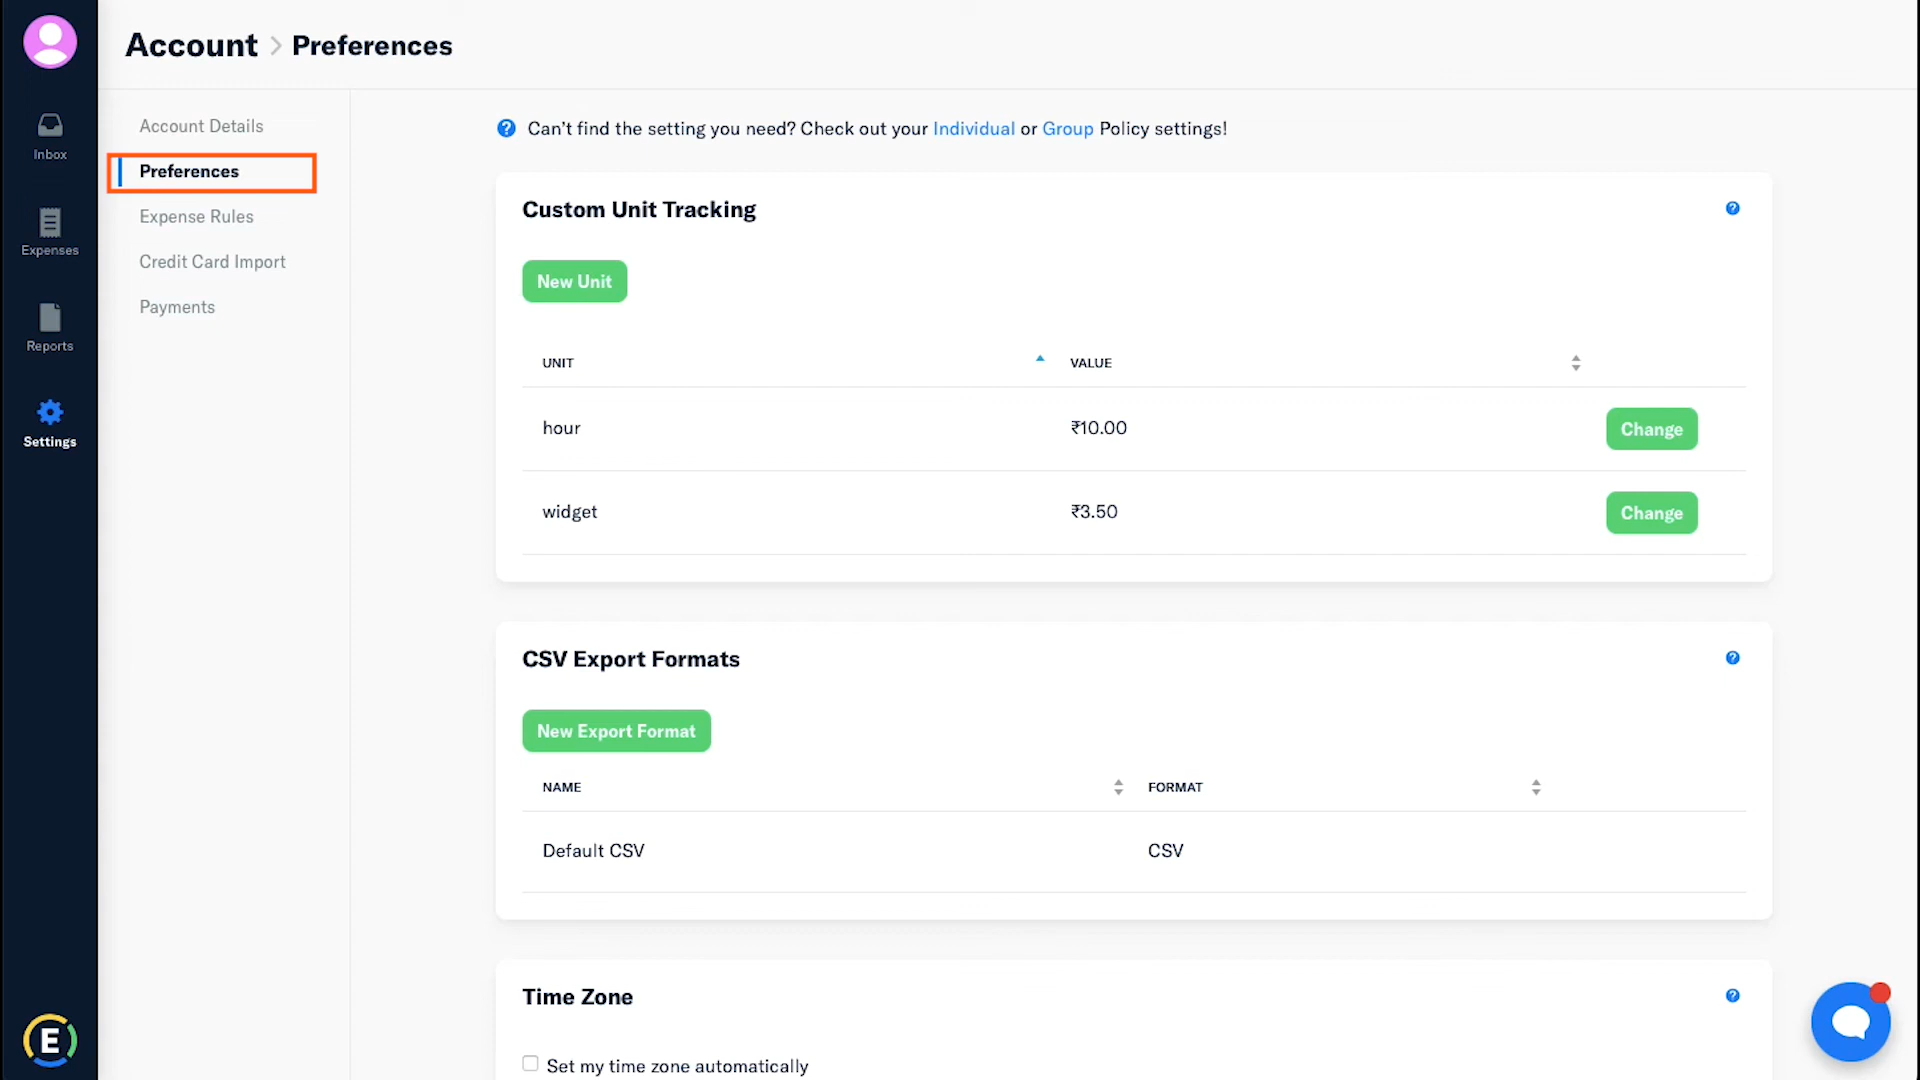 Account > Preferences
Inbox
Expenses
Reports
Settings
E
Account Details
Preferences
Expense Rules
Credit Card Import
Payments
? Can't find the setting you need? Check out your Individual or Group Policy settings!
Custom Unit Tracking ?
New Unit
UNIT VALUE
hour ₹10.00 Change
widget ₹3.50 Change
CSV Export Formats ?
New Export Format
NAME FORMAT
Default CSV CSV
Time Zone ?
Set my time zone automatically